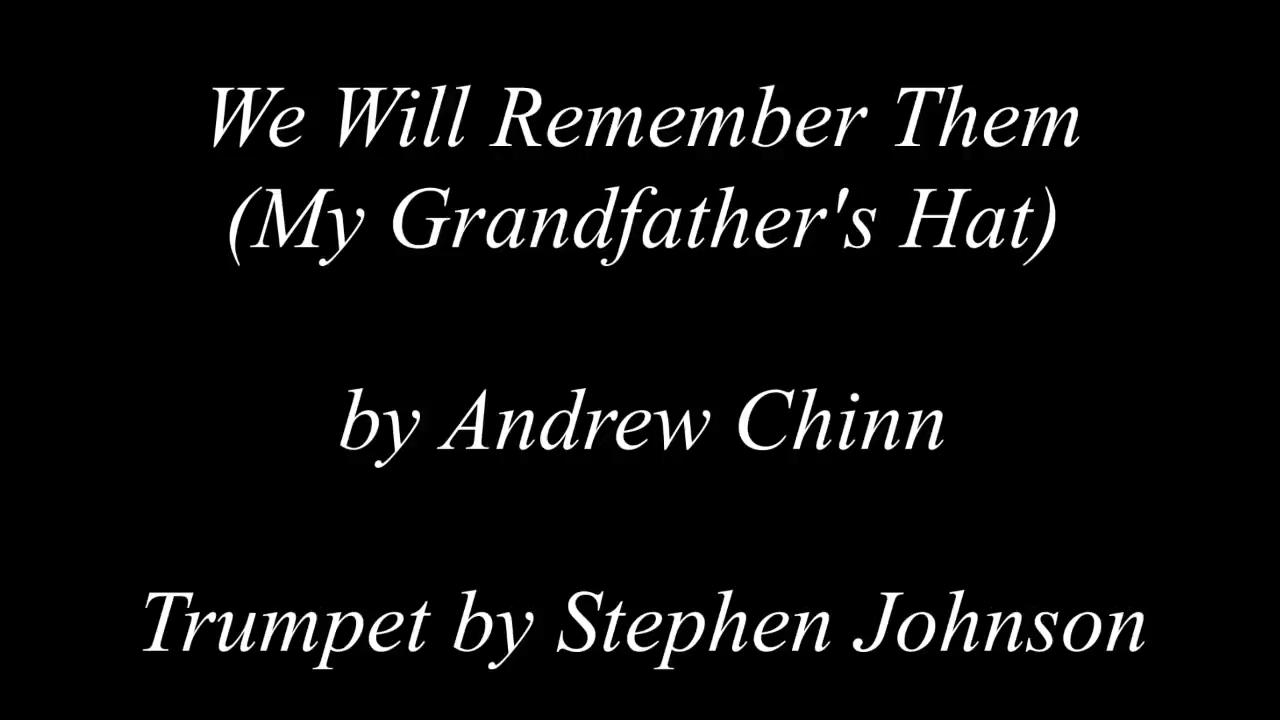 We Will Remember Them
(My Grandfather's Hat)
by Andrew Chinn
Trumpet by Stephen Johnson